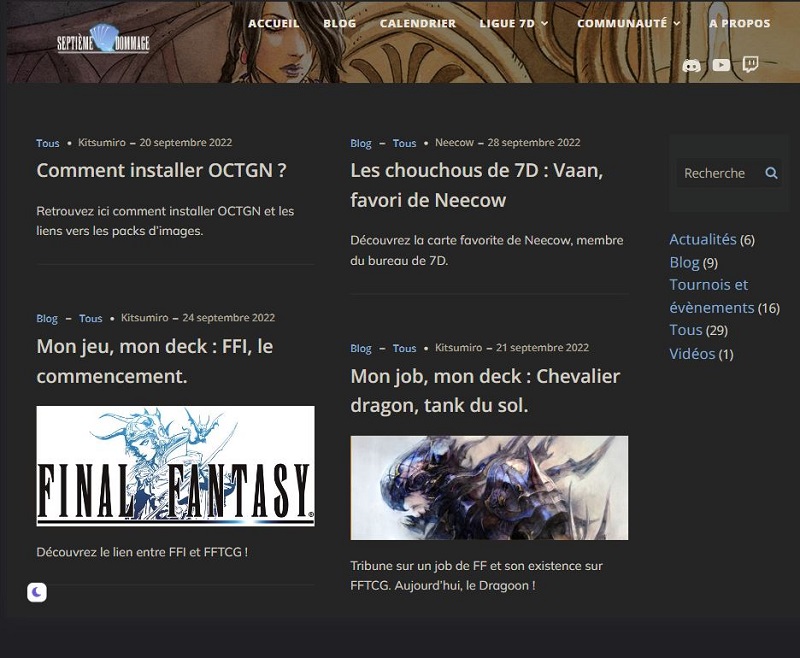 ACCUEIL BLOG CALENDRIER LIGUE 7D COMMUNAUTÉ A PROPOS
SEPTIÈME DOMMAGE
Tous • Kitsumiro – 20 septembre 2022
Comment installer OCTGN ?
Retrouvez ici comment installer OCTGN et les
liens vers les packs d'images.
Blog – Tous • Kitsumiro – 24 septembre 2022
Mon jeu, mon deck : FFI, le
commencement.
FINAL FANTASY®
Découvrez le lien entre FFI et FFTCG !
Blog – Tous • Neecow – 28 septembre 2022
Les chouchous de 7D : Vaan,
favori de Neecow
Découvrez la carte favorite de Neecow, membre
du bureau de 7D.
Blog – Tous • Kitsumiro – 21 septembre 2022
Mon job, mon deck : Chevalier
dragon, tank du sol.
Tribune sur un job de FF et son existence sur
FFTCG. Aujourd'hui, le Dragoon !
Recherche
Actualités (6)
Blog (9)
Tournois et
évènements (16)
Tous (29)
Vidéos (1)